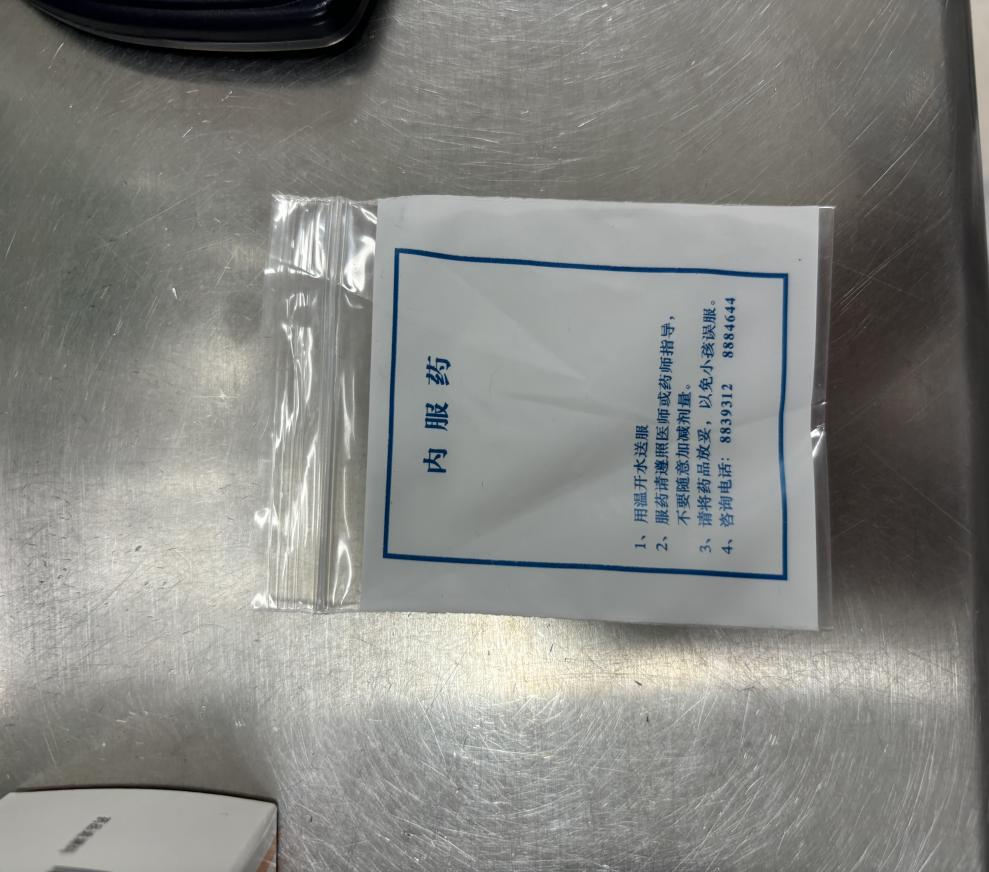 内服药
1、用温开水送服
2、服药请遵照医师或药师指导，
不要随意加减剂量。
3、请将药品放妥，以免小孩误服。
4、咨询电话：8839312 8884644